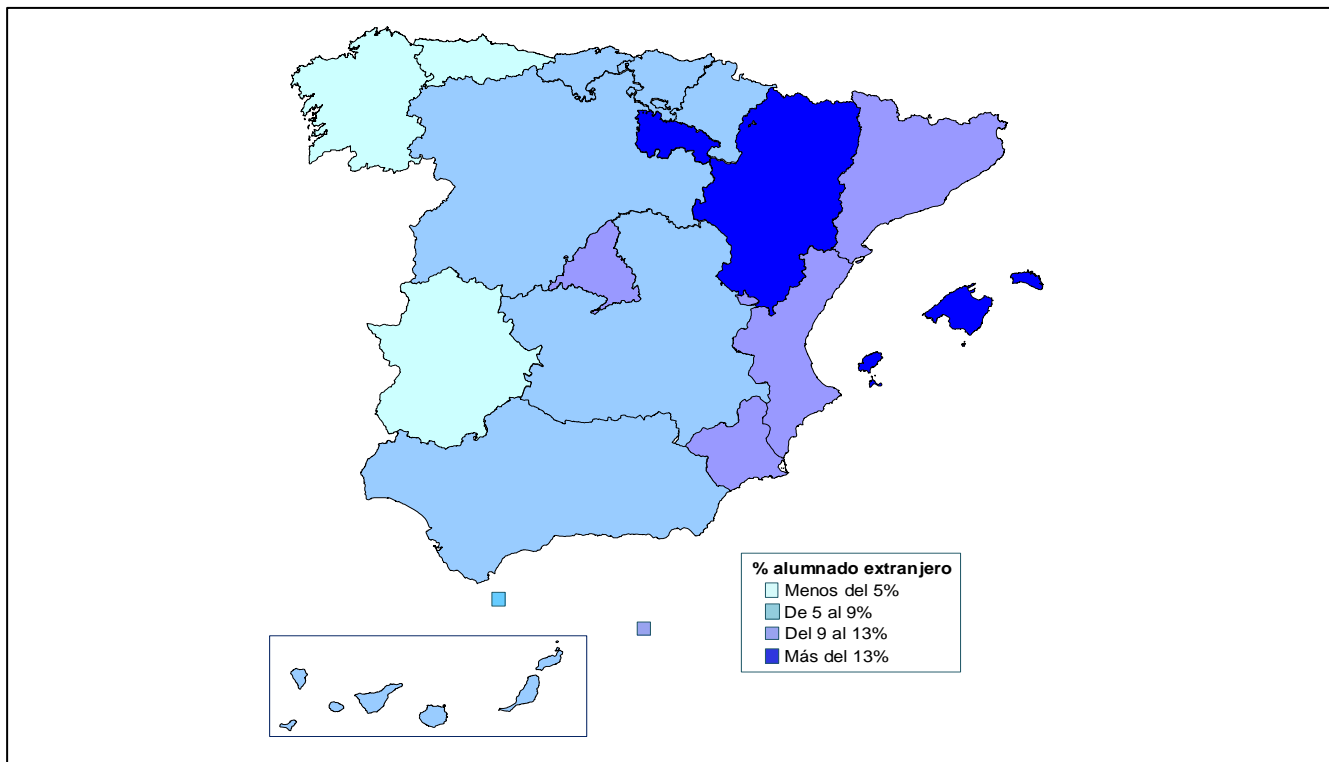 % alumnado extranjero
Menos del 5%
De 5 al 9%
Del 9 al 13%
Más del 13%